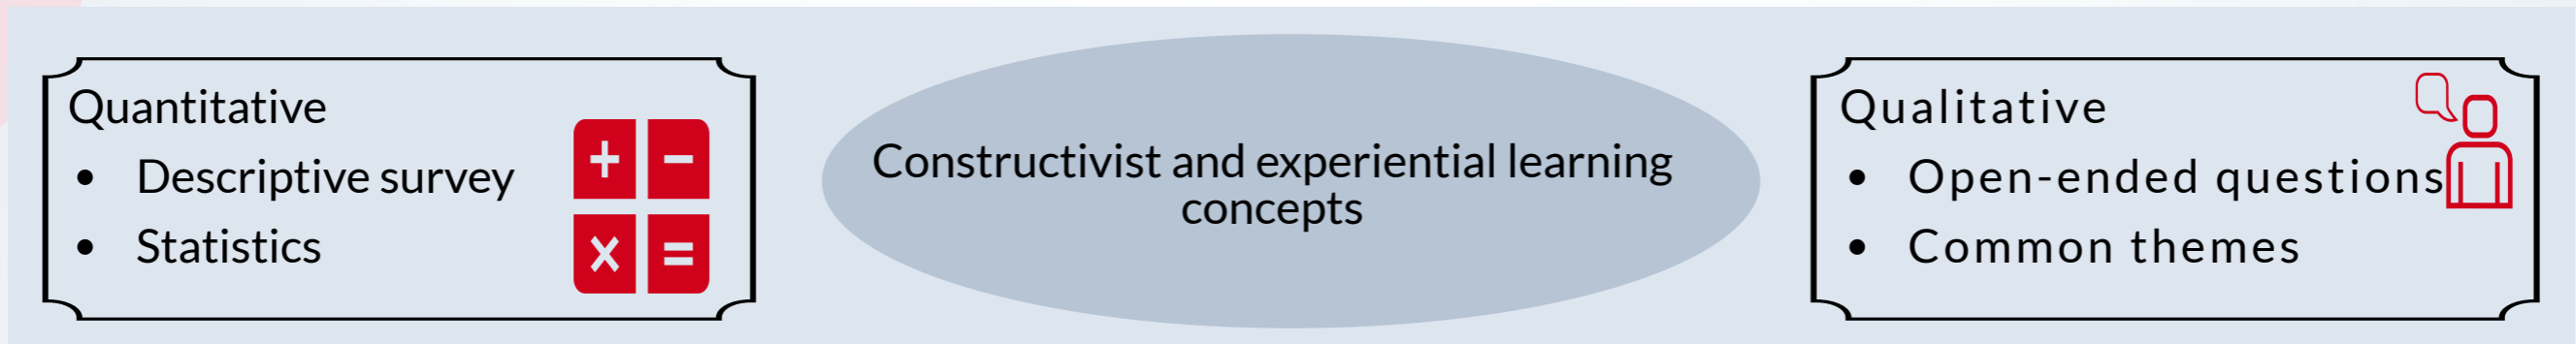 Quantitative
• Descriptive survey
• Statistics
+ −
× =
Constructivist and experiential learning
concepts
Qualitative
• Open-ended questions
• Common themes